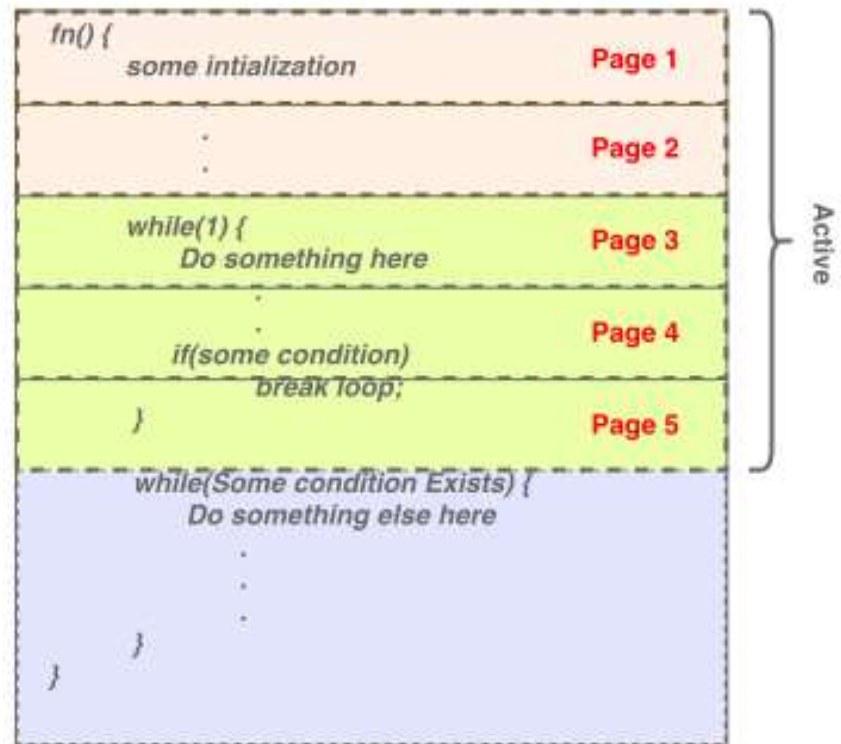 fn() {
some intialization
Page 1
.
.
Page 2
while(1) {
Do something here
Page 3
.
.
if(some condition)
Page 4
break loop;
}
Page 5
while(Some condition Exists) {
Do something else here
.
.
.
}
}
Active